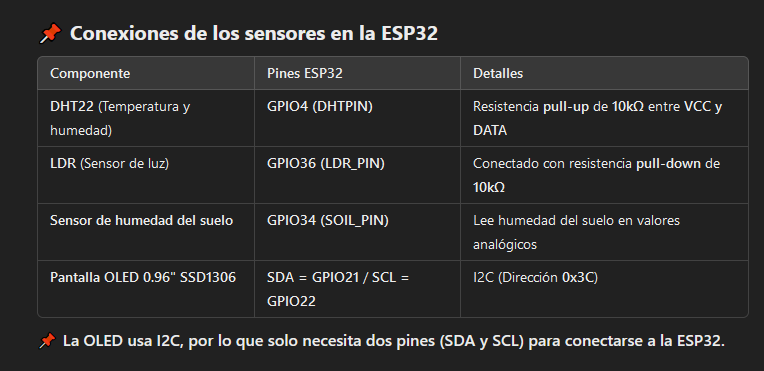 📌 Conexiones de los sensores en la ESP32
Componente Pines ESP32 Detalles
DHT22 (Temperatura y humedad) GPIO4 (DHTPIN) Resistencia pull-up de 10kΩ entre VCC y DATA
LDR (Sensor de luz) GPIO36 (LDR_PIN) Conectado con resistencia pull-down de 10kΩ
Sensor de humedad del suelo GPIO34 (SOIL_PIN) Lee humedad del suelo en valores analógicos
Pantalla OLED 0.96" SSD1306 SDA = GPIO21 / SCL = GPIO22 I2C (Dirección 0x3C)
📌 La OLED usa I2C, por lo que solo necesita dos pines (SDA y SCL) para conectarse a la ESP32.